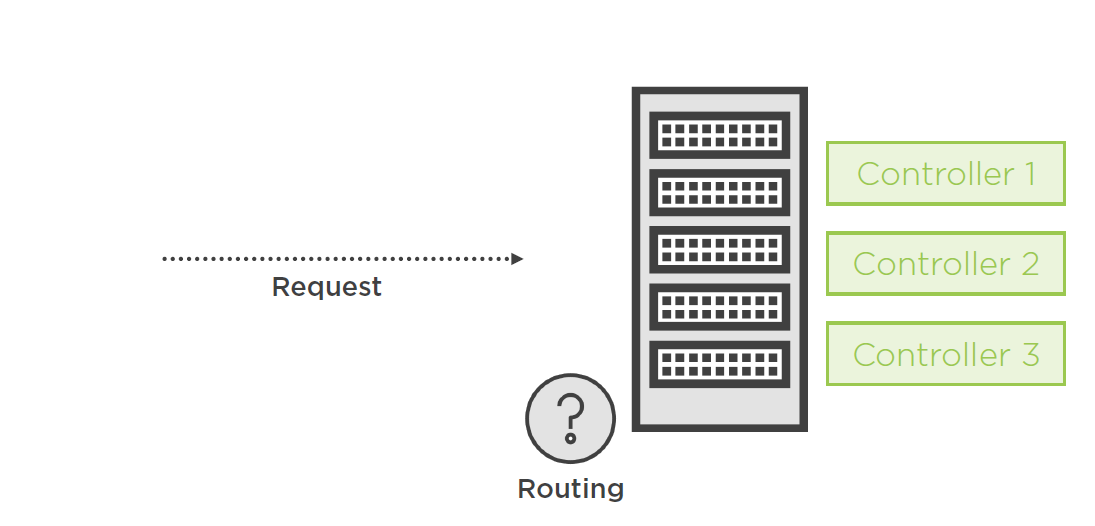 Controller 1
Controller 2
Request
Controller 3
?
Routing